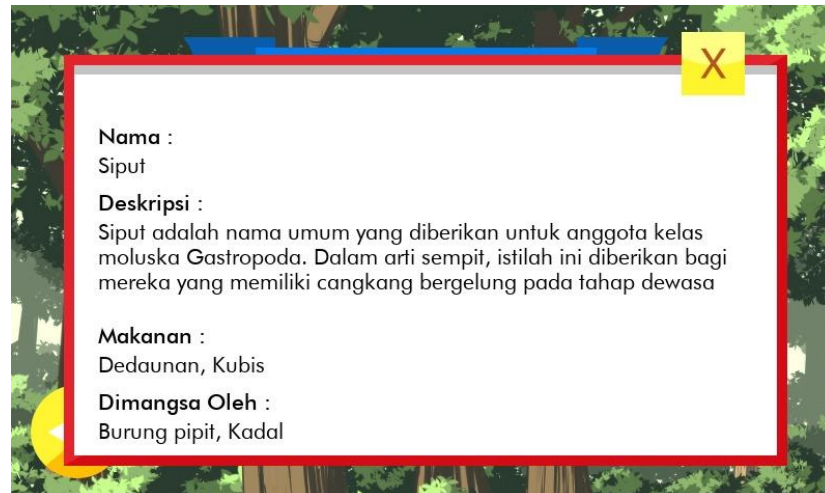 X
Nama :
Siput
Deskripsi :
Siput adalah nama umum yang diberikan untuk anggota kelas
moluska Gastropoda. Dalam arti sempit, istilah ini diberikan bagi
mereka yang memiliki cangkang bergelung pada tahap dewasa
Makanan :
Dedaunan, Kubis
Dimangsa Oleh :
Burung pipit, Kadal